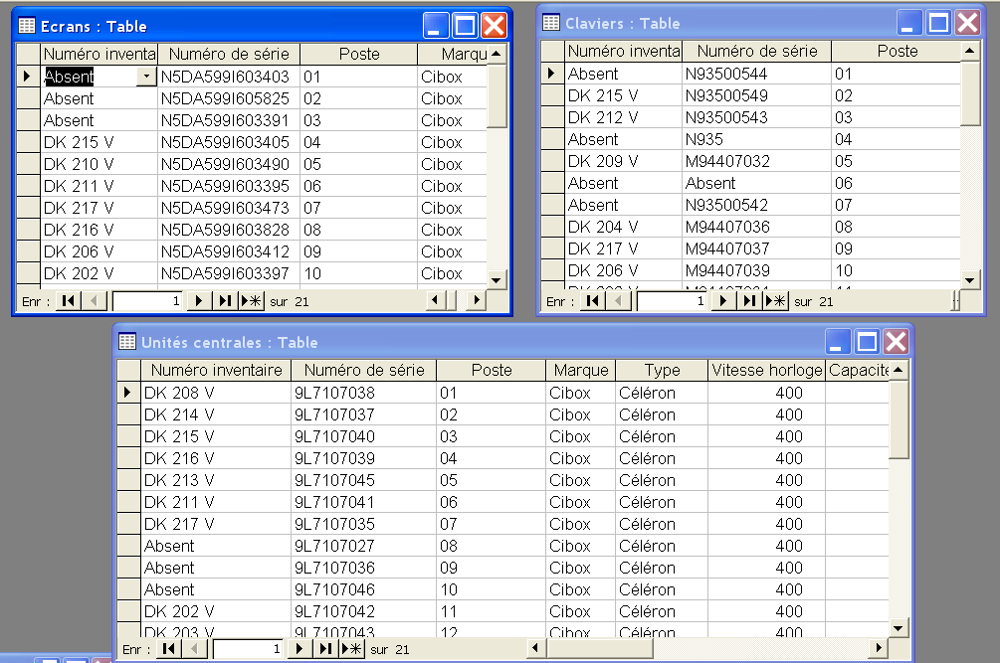 Ecrans : Table
Numéro inventa Numéro de série Poste Marqu
Absent N5DA599I603403 01 Cibox
Absent N5DA599I605825 02 Cibox
Absent N5DA599I603391 03 Cibox
DK 215 V N5DA599I603405 04 Cibox
DK 210 V N5DA599I603490 05 Cibox
DK 211 V N5DA599I603395 06 Cibox
DK 217 V N5DA599I603473 07 Cibox
DK 216 V N5DA599I603828 08 Cibox
DK 206 V N5DA599I603412 09 Cibox
DK 202 V N5DA599I603397 10 Cibox
Enr : 1 sur 21
Claviers : Table
Numéro inventa Numéro de série Poste
Absent N93500544 01
DK 215 V N93500549 02
DK 212 V N93500543 03
Absent N935 04
DK 209 V M94407032 05
Absent Absent 06
Absent N93500542 07
DK 204 V M94407036 08
DK 217 V M94407037 09
DK 206 V M94407039 10
Enr : 1 sur 21
Unités centrales : Table
Numéro inventaire Numéro de série Poste Marque Type Vitesse horloge Capacité
DK 208 V 9L7107038 01 Cibox Céléron 400
DK 214 V 9L7107037 02 Cibox Céléron 400
DK 215 V 9L7107040 03 Cibox Céléron 400
DK 216 V 9L7107039 04 Cibox Céléron 400
DK 213 V 9L7107045 05 Cibox Céléron 400
DK 211 V 9L7107041 06 Cibox Céléron 400
DK 217 V 9L7107035 07 Cibox Céléron 400
Absent 9L7107027 08 Cibox Céléron 400
Absent 9L7107036 09 Cibox Céléron 400
Absent 9L7107046 10 Cibox Céléron 400
DK 202 V 9L7107042 11 Cibox Céléron 400
DK 203 V 9L7107043 12 Cibox Céléron 400
Enr : 1 sur 21